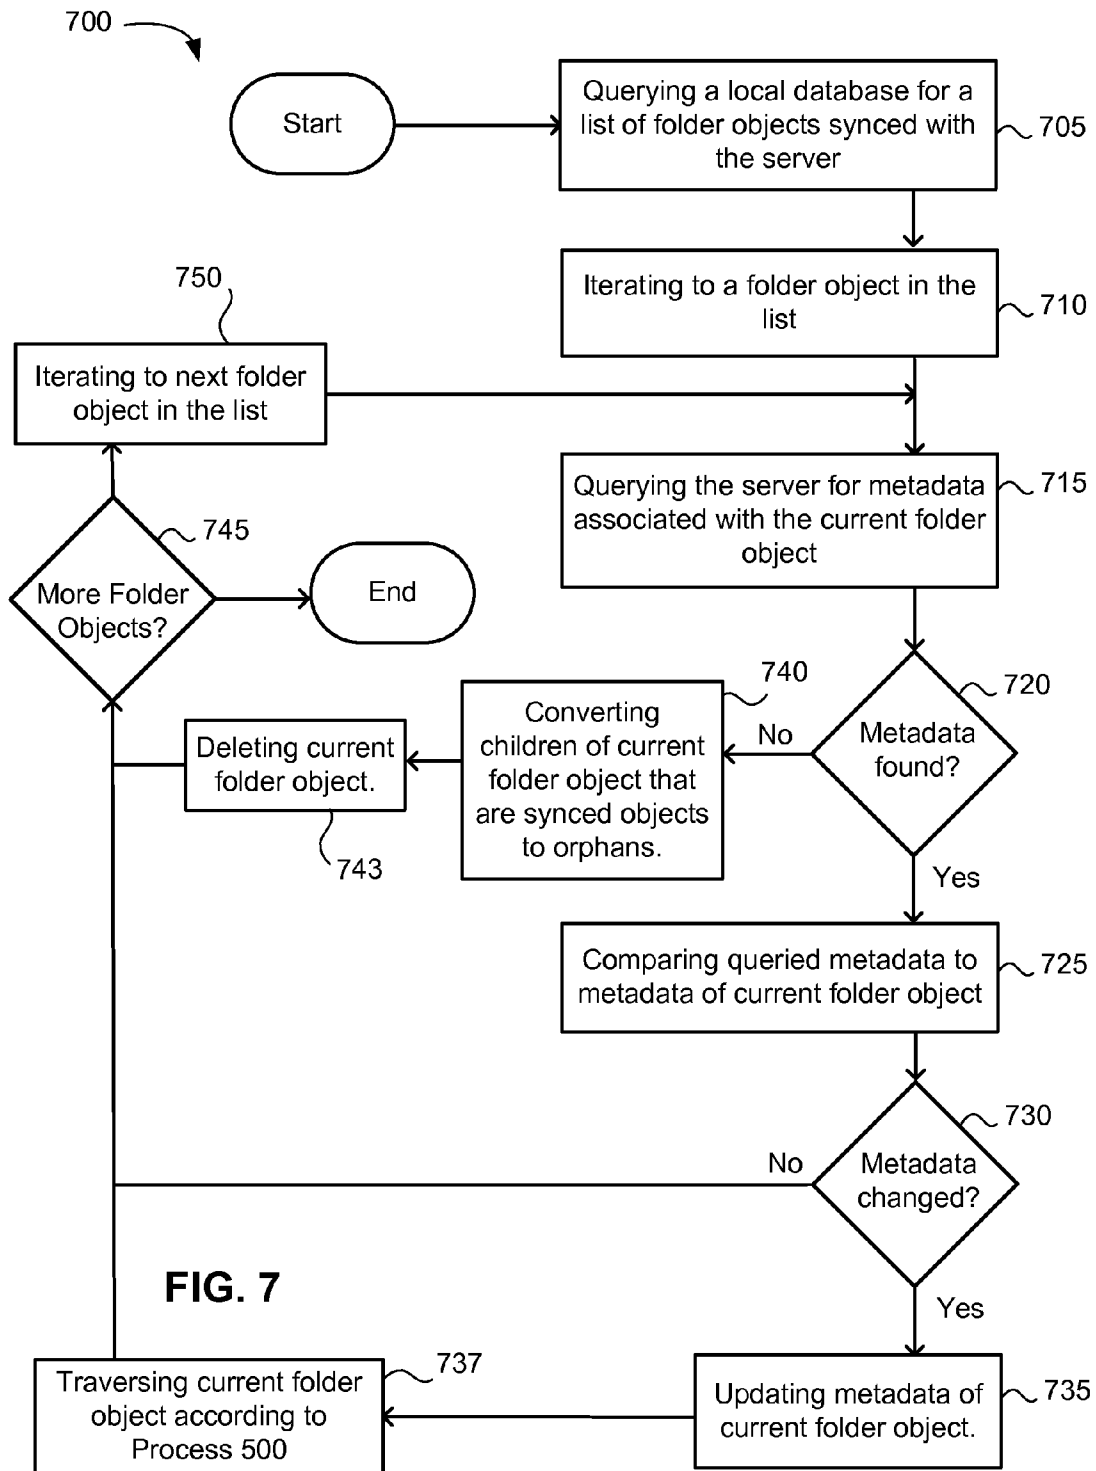 700
Start
Querying a local database for a
list of folder objects synced with
the server
705
Iterating to a folder object in the
list
710
750
Iterating to next folder
object in the list
Querying the server for metadata
associated with the current folder
object
715
745
More Folder
Objects?
End
720
Metadata
found?
No
Yes
740
Converting
children of current
folder object that
are synced objects
to orphans.
Deleting current
folder object.
743
Comparing queried metadata to
metadata of current folder object
725
730
Metadata
changed?
No
Yes
FIG. 7
737
Traversing current folder
object according to
Process 500
Updating metadata of
current folder object.
735